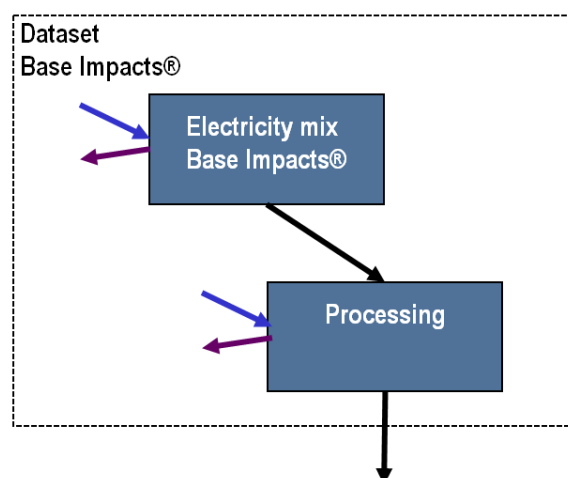 Dataset
Base Impacts®
Electricity mix
Base Impacts®
Processing